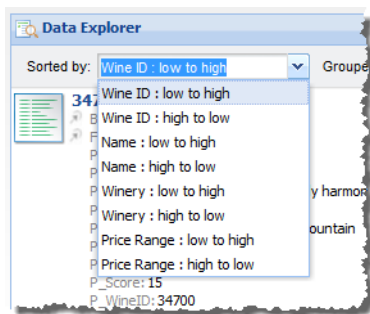 Data Explorer
Sorted by: Wine ID : low to high Groupe
Wine ID : low to high
Wine ID : high to low
Name : low to high
Name : high to low
Winery : low to high
y harmon
Winery : high to low
ountain
Price Range : low to high
Price Range : high to low
P_Score: 15
P_WineID: 34700